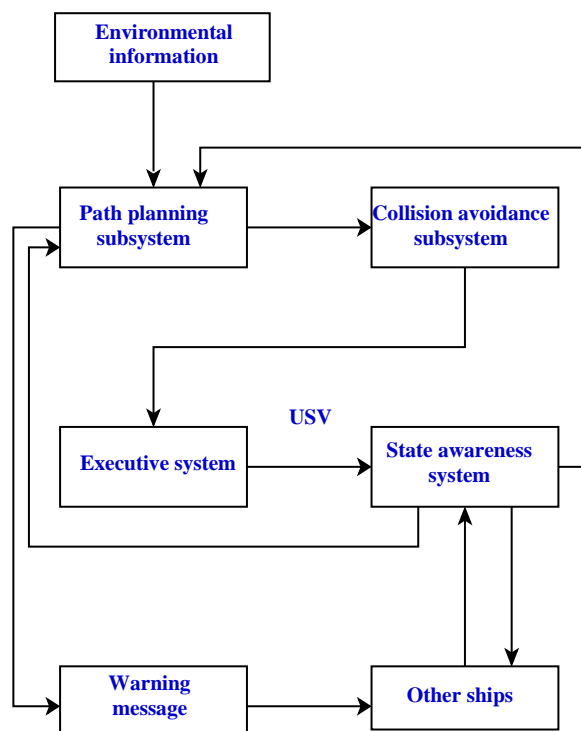 Environmental
information
Path planning
subsystem
Collision avoidance
subsystem
USV
Executive system
State awareness
system
Warning
message
Other ships